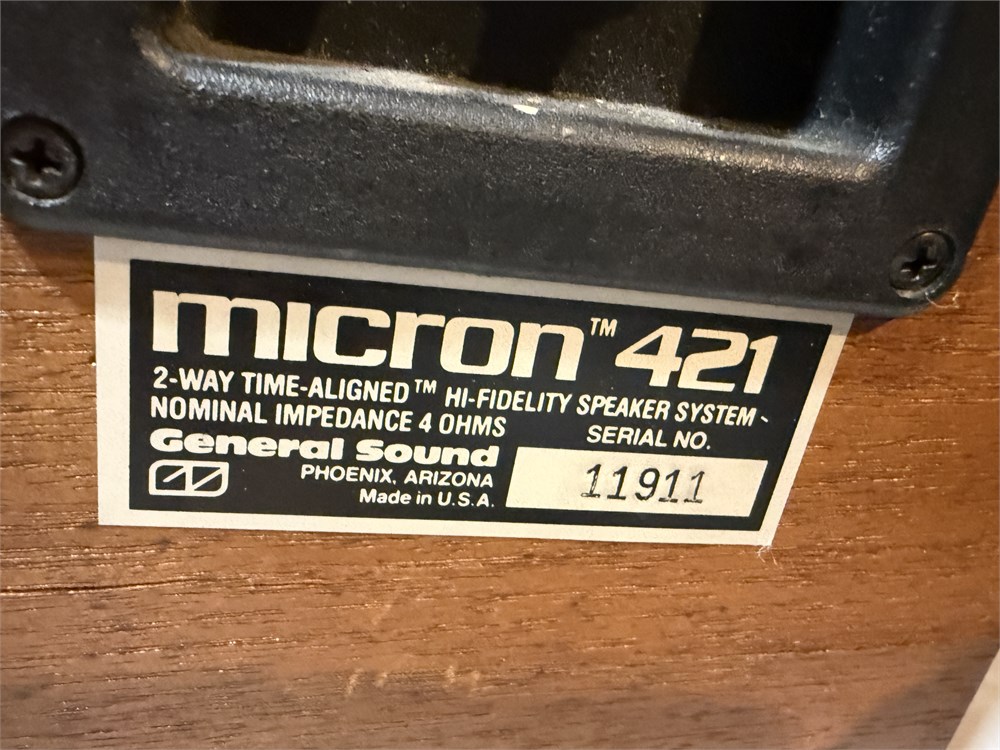 micron™ 421
2-WAY TIME-ALIGNED™ HI-FIDELITY SPEAKER SYSTEM
NOMINAL IMPEDANCE 4 OHMS
SERIAL NO.
General Sound
PHOENIX, ARIZONA
Made in U.S.A.
11911